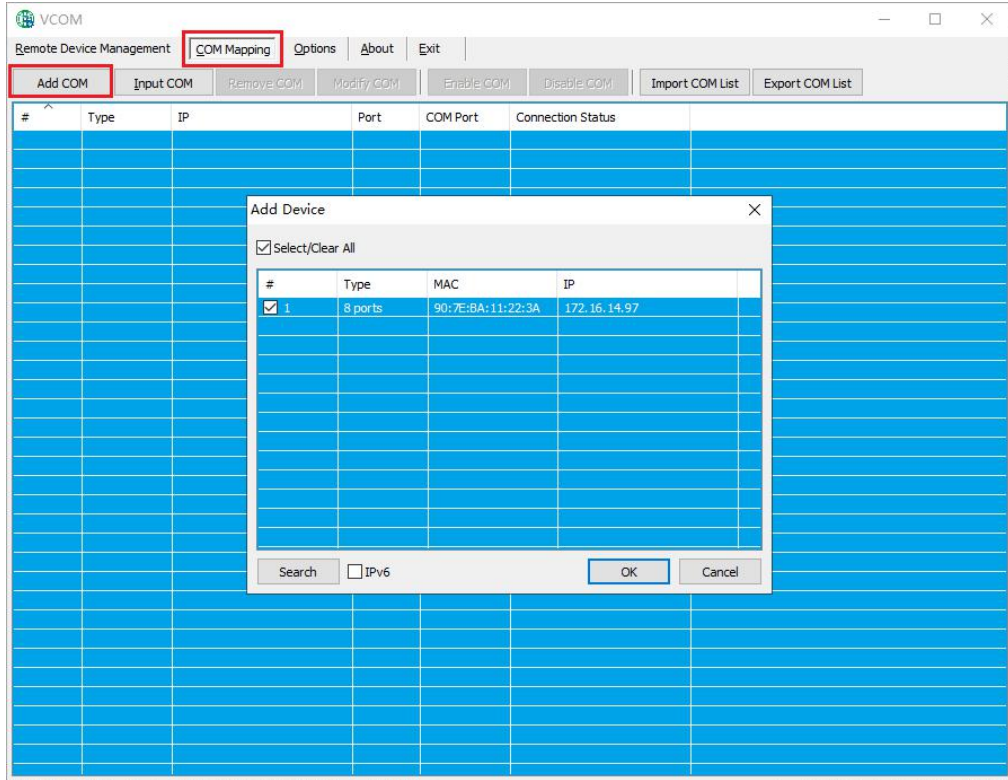 VCOM
Remote Device Management COM Mapping Options About Exit
Add COM Input COM Remove COM Modify COM Enable COM Disable COM Import COM List Export COM List
# Type IP Port COM Port Connection Status
Add Device
Select/Clear All
# Type MAC IP
1 8 ports 90:7E:BA:11:22:3A 172.16.14.97
Search IPv6 OK Cancel